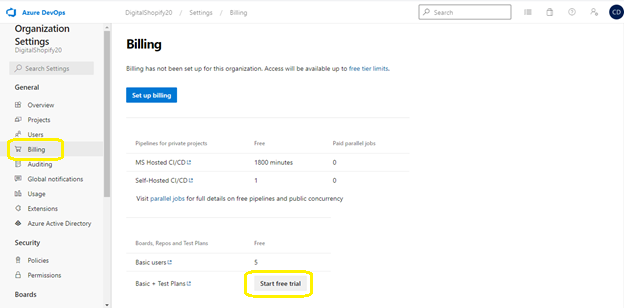 Azure DevOps
DigitalShopify20 / Settings / Billing
Search
CD
Organization
Settings
DigitalShopify20
Search Settings
General
Overview
Projects
Users
Billing
Auditing
Global notifications
Usage
Extensions
Azure Active Directory
Security
Policies
Permissions
Boards
Billing
Billing has not been set up for this organization. Access will be available up to free tier limits.
Set up billing
Pipelines for private projects Free Paid parallel jobs
MS Hosted CI/CD 1800 minutes 0
Self-Hosted CI/CD 1 0
Visit parallel jobs for full details on free pipelines and public concurrency
Boards, Repos and Test Plans Free
Basic users 5
Basic + Test Plans Start free trial